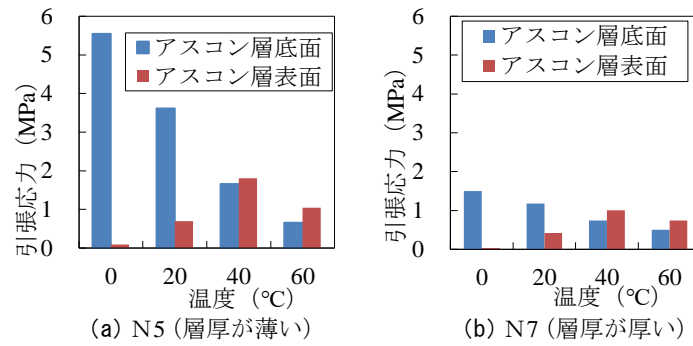 6
5
4
3
2
1
0
引張応力 (MPa)
アスコン層底面
アスコン層表面
0 20 40 60
温度 (℃)
(a) N5 (層厚が薄い)
6
5
4
3
2
1
0
引張応力 (MPa)
アスコン層底面
アスコン層表面
0 20 40 60
温度 (℃)
(b) N7 (層厚が厚い)